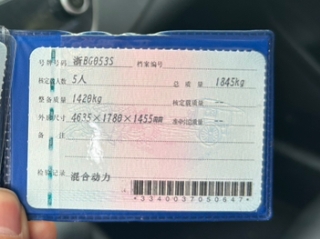 号牌号码 浙BG053S 档案编号
核定载人数 5人 总质量 1845kg
整备质量 1420kg 核定载质量 --
外廓尺寸 4635×1780×1455mm 准牵引总质量 --
备注
检验记录 混合动力
*3340037050647*